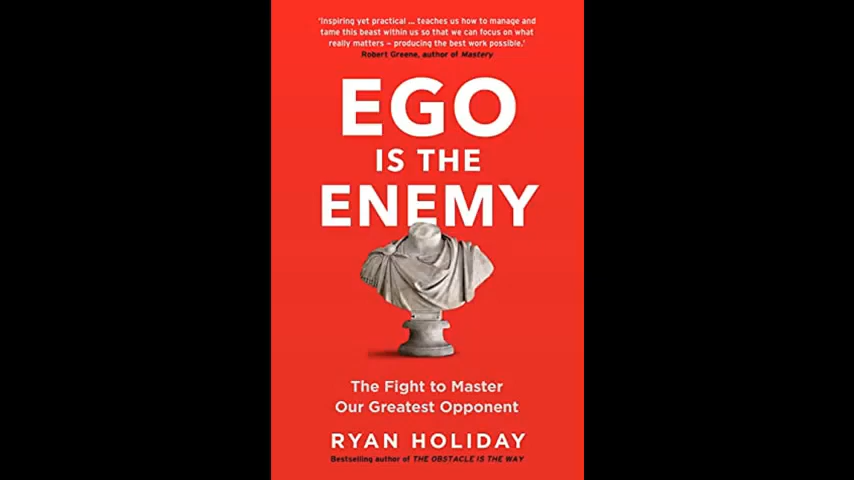 ‘Inspiring yet practical ... teaches us how to manage and
tame this beast within us so that we can focus on what
really matters – producing the best work possible.’
Robert Greene, author of Mastery
EGO
IS THE
ENEMY
The Fight to Master
Our Greatest Opponent
RYAN HOLIDAY
Bestselling author of THE OBSTACLE IS THE WAY